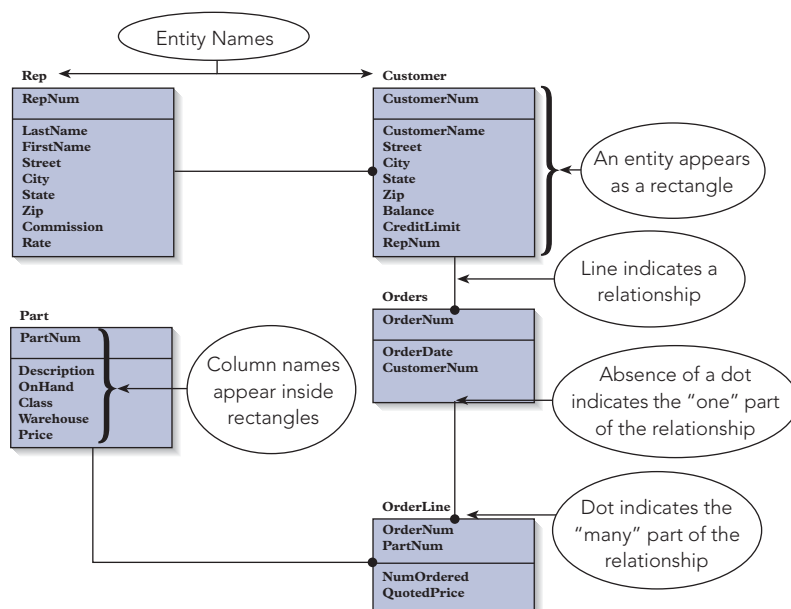 Entity Names
Rep
RepNum
LastName
FirstName
Street
City
State
Zip
Commission
Rate
Customer
CustomerNum
CustomerName
Street
City
State
Zip
Balance
CreditLimit
RepNum
An entity appears
as a rectangle
Line indicates a
relationship
Orders
OrderNum
OrderDate
CustomerNum
Part
PartNum
Description
OnHand
Class
Warehouse
Price
Column names
appear inside
rectangles
Absence of a dot
indicates the “one” part
of the relationship
OrderLine
OrderNum
PartNum
NumOrdered
QuotedPrice
Dot indicates the
“many” part of the
relationship